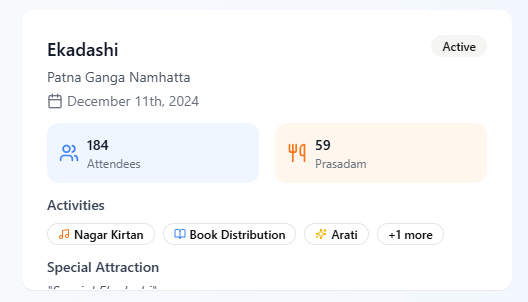 Ekadashi
Active
Patna Ganga Namhatta
December 11th, 2024
184
Attendees
59
Prasadam
Activities
Nagar Kirtan
Book Distribution
Arati
+1 more
Special Attraction